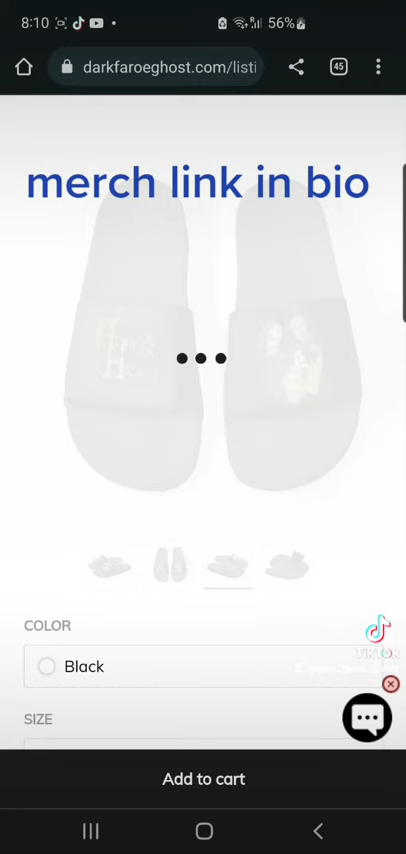 8:10
56%
darkfaroeghost.com/listi
45
merch link in bio
COLOR
TikTok
Black
SIZE
Add to cart